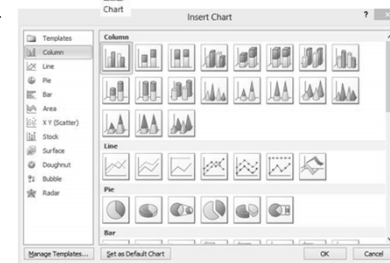 Chart
Insert Chart
?
Templates
Column
Line
Pie
Bar
Area
X Y (Scatter)
Stock
Surface
Doughnut
Bubble
Radar
Column
Line
Pie
Bar
Manage Templates...
Set as Default Chart
OK
Cancel